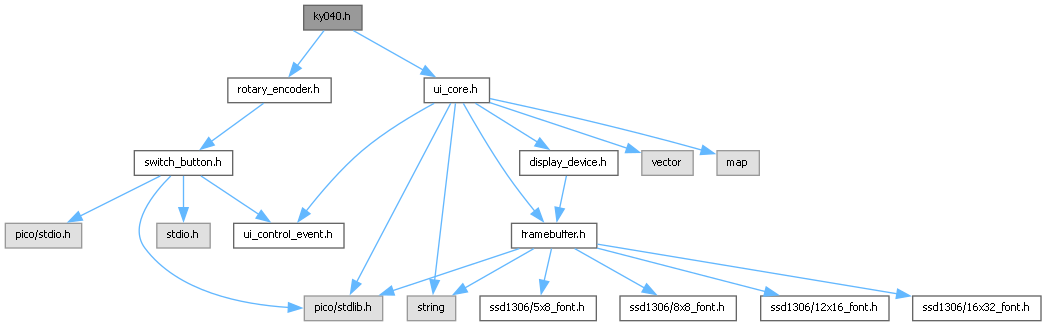 ky040.h
rotary_encoder.h
ui_core.h
switch_button.h
display_device.h
vector
map
pico/stdio.h
stdio.h
ui_control_event.h
framebuffer.h
pico/stdlib.h
string
ssd1306/5x8_font.h
ssd1306/8x8_font.h
ssd1306/12x16_font.h
ssd1306/16x32_font.h